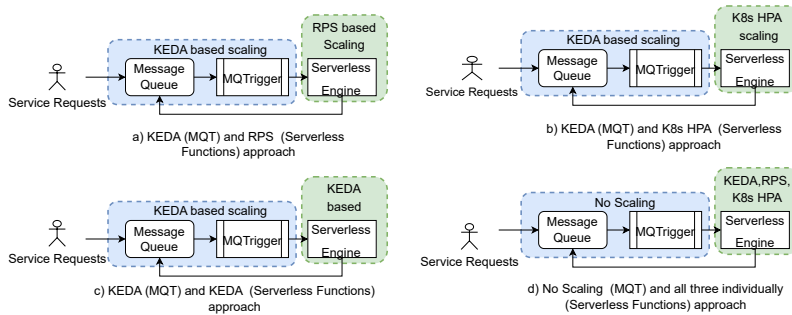 RPS based
Scaling
KEDA based scaling
Message
Queue
MQTrigger
Serverless
Engine
Service Requests
a) KEDA (MQT) and RPS (Serverless
Functions) approach
K8s HPA
scaling
KEDA based scaling
Message
Queue
MQTrigger
Serverless
Engine
Service Requests
b) KEDA (MQT) and K8s HPA (Serverless
Functions) approach
KEDA
based
KEDA based scaling
Message
Queue
MQTrigger
Serverless
Engine
Service Requests
c) KEDA (MQT) and KEDA (Serverless Functions)
approach
KEDA,RPS,
K8s HPA
No Scaling
Message
Queue
MQTrigger
Serverless
Engine
Service Requests
d) No Scaling (MQT) and all three individually
(Serverless Functions) approach